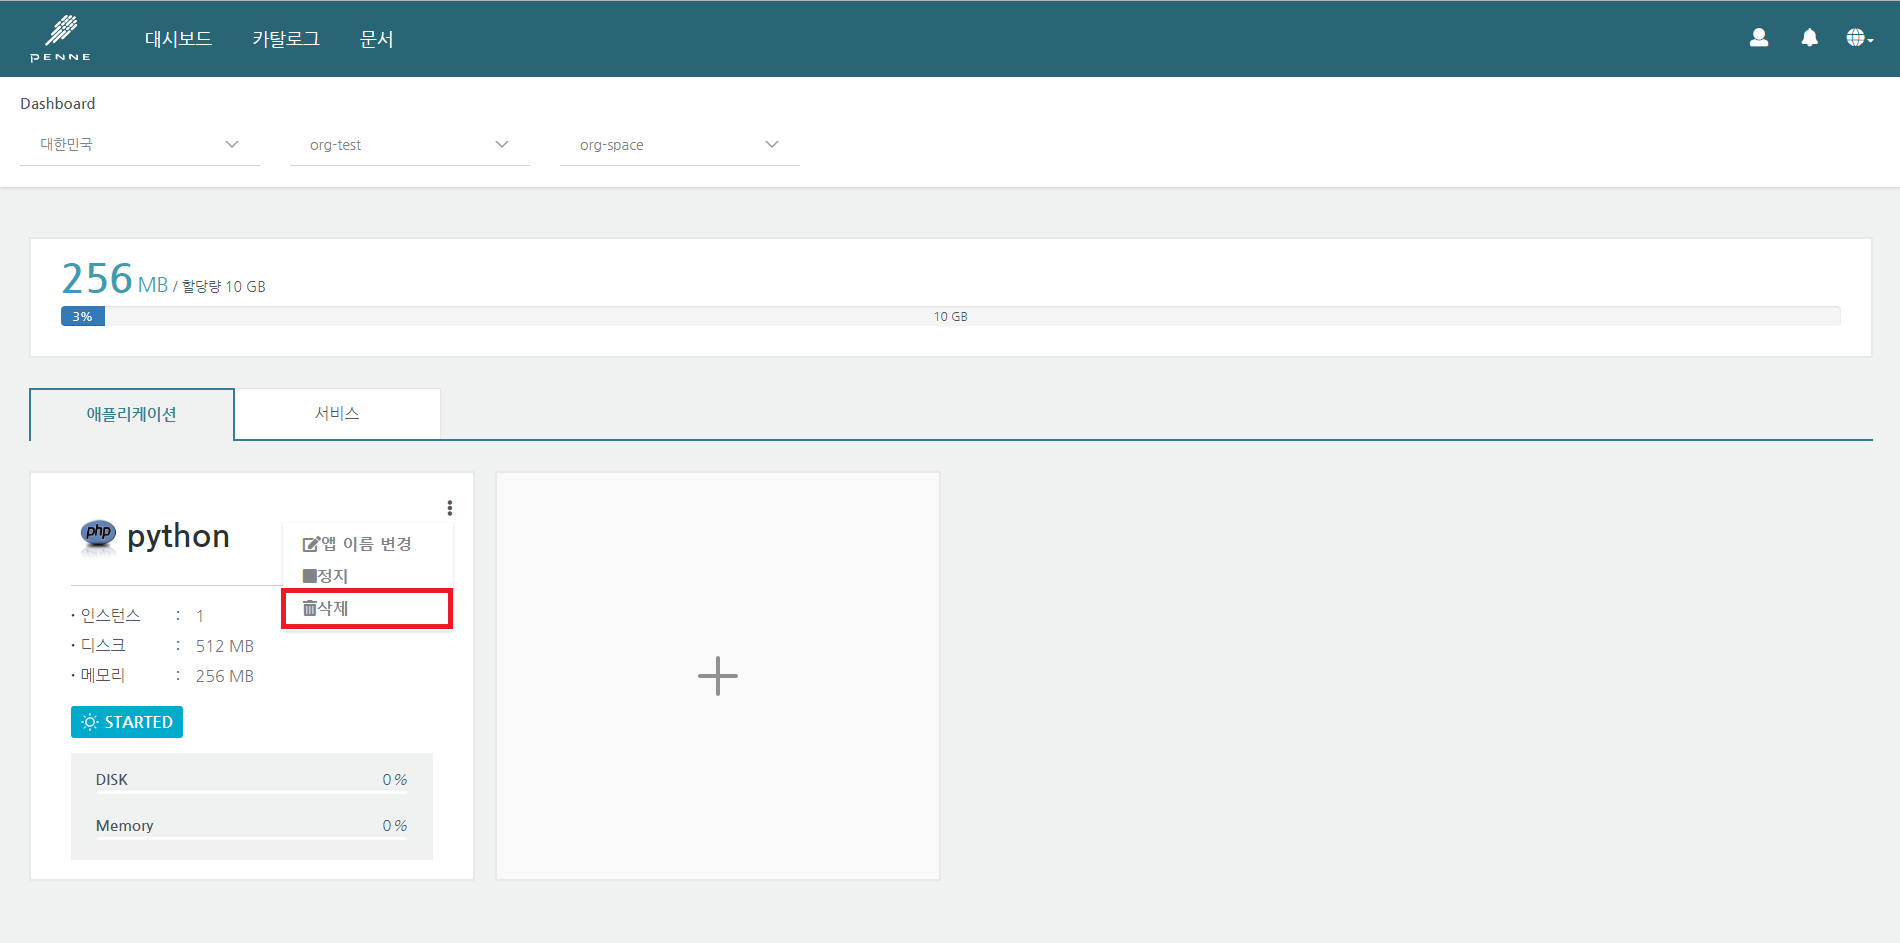 PENNE
대시보드 카탈로그 문서
Dashboard
대한민국 org-test org-space
256 MB / 할당량 10 GB
3% 10 GB
애플리케이션 서비스
php python
앱 이름 변경
정지
삭제
· 인스턴스 : 1
· 디스크 : 512 MB
· 메모리 : 256 MB
STARTED
DISK 0 %
Memory 0 %